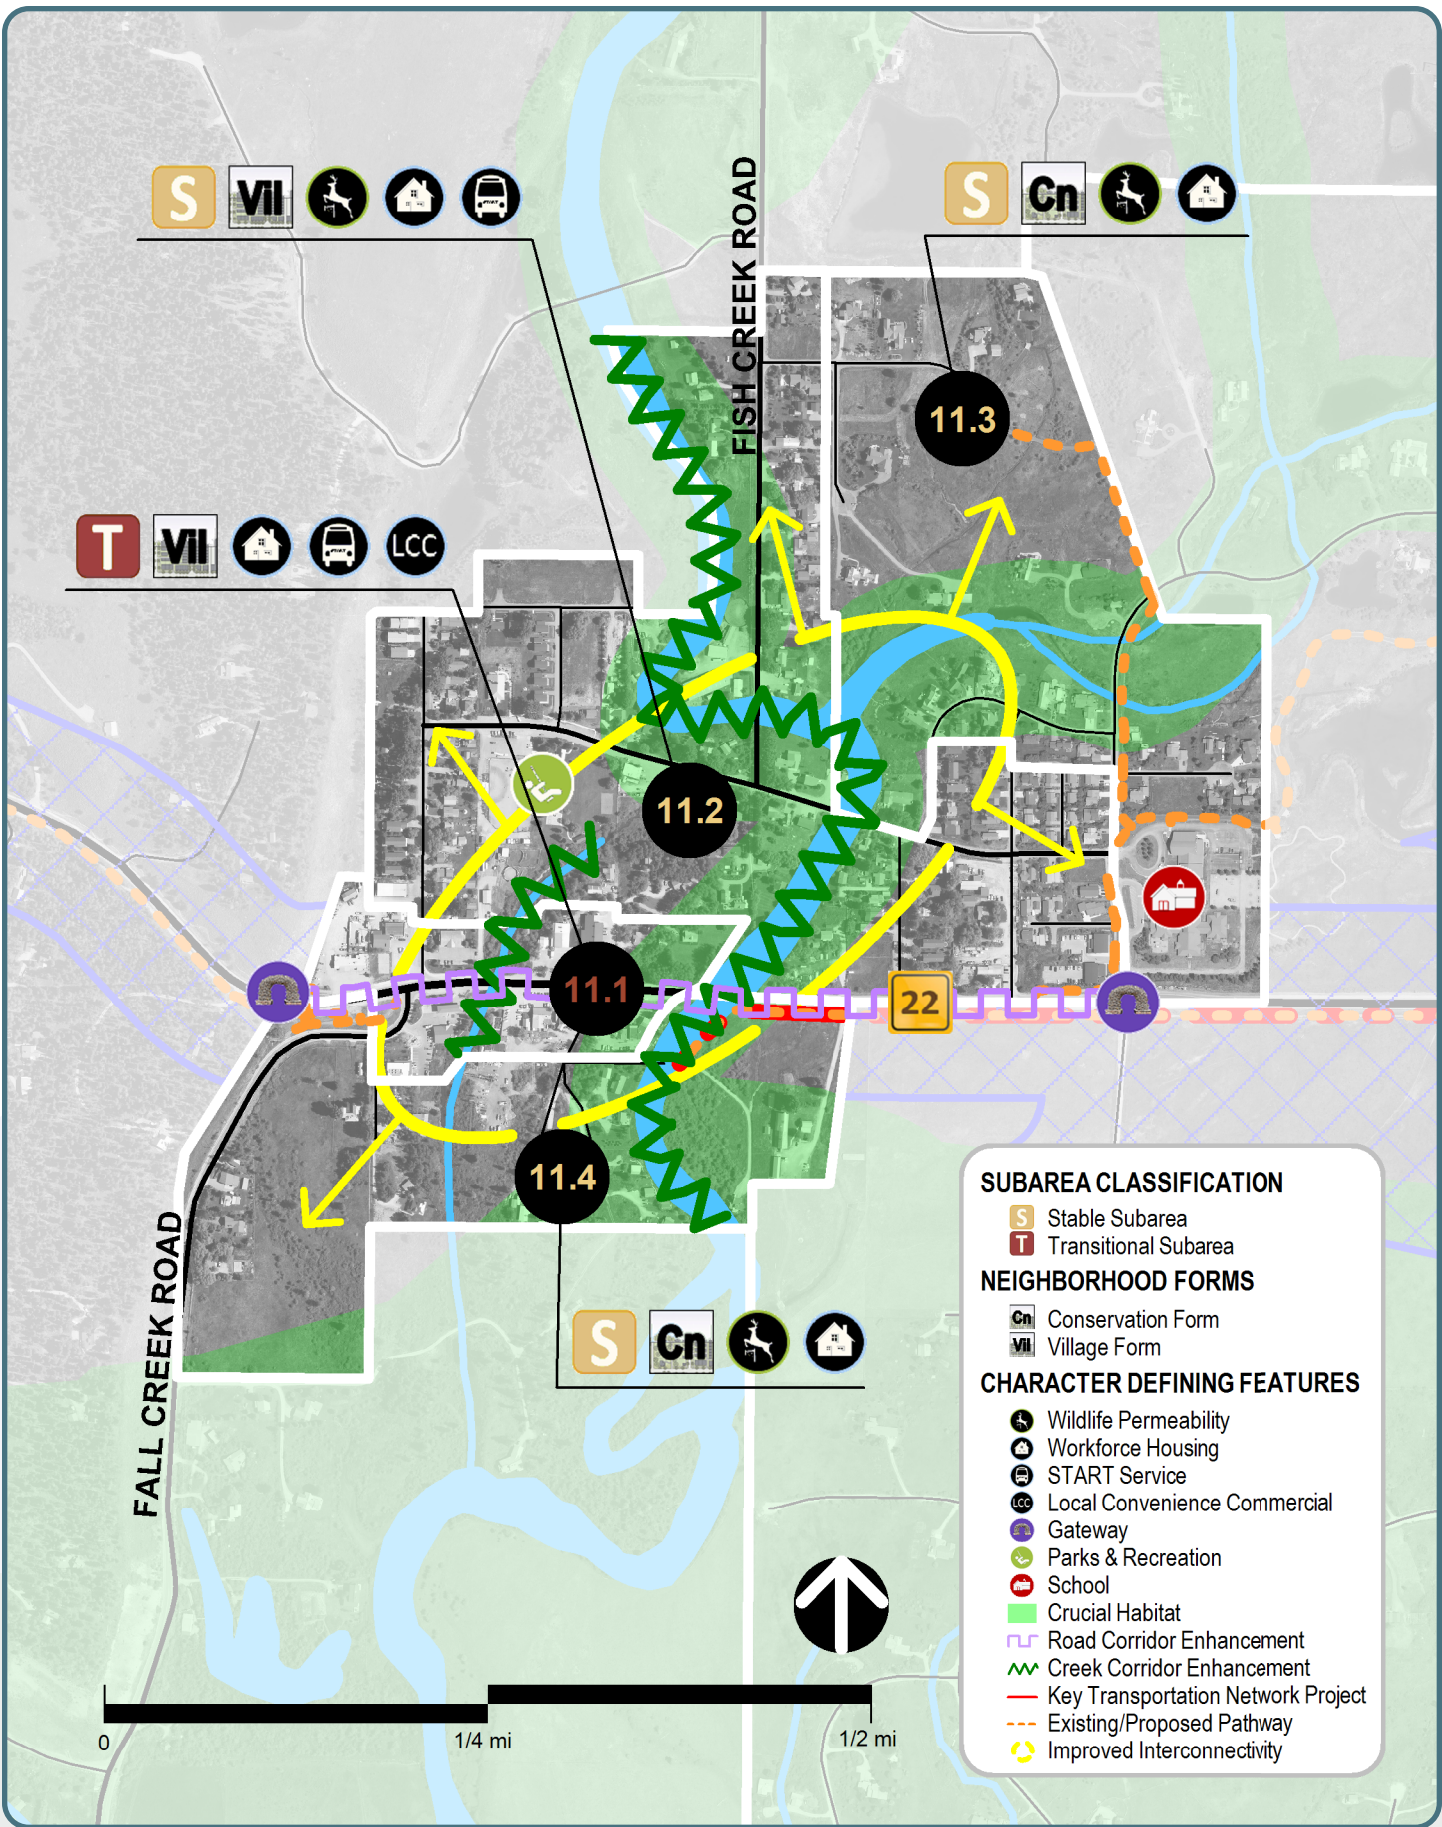 S Vil
S Cn
FISH CREEK ROAD
11.3
T Vil LCC
11.2
11.1
22
11.4
S Cn
FALL CREEK ROAD
0
1/4 mi
1/2 mi
SUBAREA CLASSIFICATION
S Stable Subarea
T Transitional Subarea
NEIGHBORHOOD FORMS
Cn Conservation Form
Vil Village Form
CHARACTER DEFINING FEATURES
Wildlife Permeability
Workforce Housing
START Service
LCC Local Convenience Commercial
Gateway
Parks & Recreation
School
Crucial Habitat
Road Corridor Enhancement
Creek Corridor Enhancement
Key Transportation Network Project
Existing/Proposed Pathway
Improved Interconnectivity